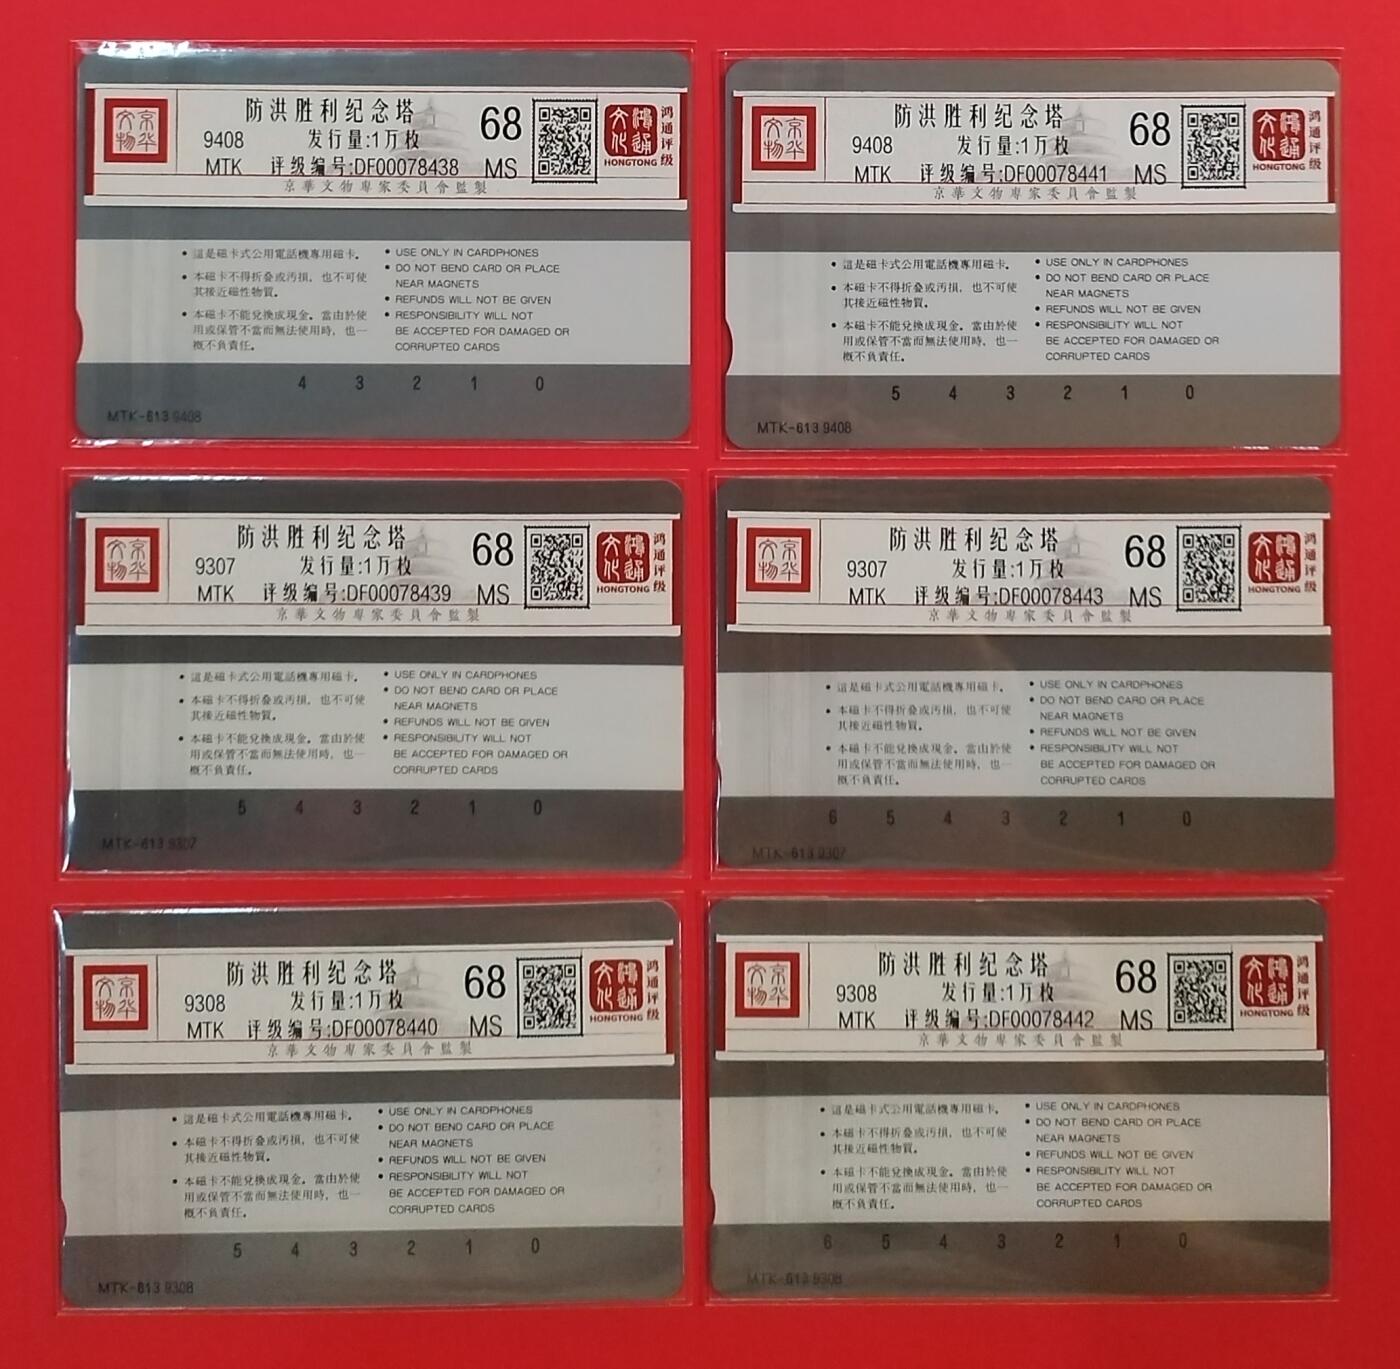 京华文物
防洪胜利纪念塔
9408
发行量:1万枚
68
MTK
评级编号:DF00078438
MS
京華文物專家委員會監製
鴻通文化
HONGTONG
鸿通评级
• 這是磁卡式公用電話機專用磁卡。
• 本磁卡不得折叠或汚損，也不可使
其接近磁性物質。
• 本磁卡不能兌換成現金。當由於使
用或保管不當而無法使用時，也一
概不負責任。
• USE ONLY IN CARDPHONES
• DO NOT BEND CARD OR PLACE
NEAR MAGNETS
• REFUNDS WILL NOT BE GIVEN
• RESPONSIBILITY WILL NOT
BE ACCEPTED FOR DAMAGED OR
CORRUPTED CARDS
4 3 2 1 0
MTK-613 9408
京华文物
防洪胜利纪念塔
9408
发行量:1万枚
68
MTK
评级编号:DF00078441
MS
京華文物專家委員會監製
鴻通文化
HONGTONG
鸿通评级
• 這是磁卡式公用電話機專用磁卡。
• 本磁卡不得折叠或汚損，也不可使
其接近磁性物質。
• 本磁卡不能兌換成現金。當由於使
用或保管不當而無法使用時，也一
概不負責任。
• USE ONLY IN CARDPHONES
• DO NOT BEND CARD OR PLACE
NEAR MAGNETS
• REFUNDS WILL NOT BE GIVEN
• RESPONSIBILITY WILL NOT
BE ACCEPTED FOR DAMAGED OR
CORRUPTED CARDS
5 4 3 2 1 0
MTK-613 9408
京华文物
防洪胜利纪念塔
9307
发行量:1万枚
68
MTK
评级编号:DF00078439
MS
京華文物專家委員會監製
鴻通文化
HONGTONG
鸿通评级
• 這是磁卡式公用電話機專用磁卡。
• 本磁卡不得折叠或汚損，也不可使
其接近磁性物質。
• 本磁卡不能兌換成現金。當由於使
用或保管不當而無法使用時，也一
概不負責任。
• USE ONLY IN CARDPHONES
• DO NOT BEND CARD OR PLACE
NEAR MAGNETS
• REFUNDS WILL NOT BE GIVEN
• RESPONSIBILITY WILL NOT
BE ACCEPTED FOR DAMAGED OR
CORRUPTED CARDS
5 4 3 2 1 0
MTK-613 9307
京华文物
防洪胜利纪念塔
9307
发行量:1万枚
68
MTK
评级编号:DF00078443
MS
京華文物專家委員會監製
鴻通文化
HONGTONG
鸿通评级
• 這是磁卡式公用電話機專用磁卡。
• 本磁卡不得折叠或汚損，也不可使
其接近磁性物質。
• 本磁卡不能兌換成現金。當由於使
用或保管不當而無法使用時，也一
概不負責任。
• USE ONLY IN CARDPHONES
• DO NOT BEND CARD OR PLACE
NEAR MAGNETS
• REFUNDS WILL NOT BE GIVEN
• RESPONSIBILITY WILL NOT
BE ACCEPTED FOR DAMAGED OR
CORRUPTED CARDS
6 5 4 3 2 1 0
MTK-613 9307
京华文物
防洪胜利纪念塔
9308
发行量:1万枚
68
MTK
评级编号:DF00078440
MS
京華文物專家委員會監製
鴻通文化
HONGTONG
鸿通评级
• 這是磁卡式公用電話機專用磁卡。
• 本磁卡不得折叠或汚損，也不可使
其接近磁性物質。
• 本磁卡不能兌換成現金。當由於使
用或保管不當而無法使用時，也一
概不負責任。
• USE ONLY IN CARDPHONES
• DO NOT BEND CARD OR PLACE
NEAR MAGNETS
• REFUNDS WILL NOT BE GIVEN
• RESPONSIBILITY WILL NOT
BE ACCEPTED FOR DAMAGED OR
CORRUPTED CARDS
5 4 3 2 1 0
MTK-613 9308
京华文物
防洪胜利纪念塔
9308
发行量:1万枚
68
MTK
评级编号:DF00078442
MS
京華文物專家委員會監製
鴻通文化
HONGTONG
鸿通评级
• 這是磁卡式公用電話機專用磁卡。
• 本磁卡不得折叠或汚損，也不可使
其接近磁性物質。
• 本磁卡不能兌換成現金。當由於使
用或保管不當而無法使用時，也一
概不負責任。
• USE ONLY IN CARDPHONES
• DO NOT BEND CARD OR PLACE
NEAR MAGNETS
• REFUNDS WILL NOT BE GIVEN
• RESPONSIBILITY WILL NOT
BE ACCEPTED FOR DAMAGED OR
CORRUPTED CARDS
6 5 4 3 2 1 0
MTK-613 9308